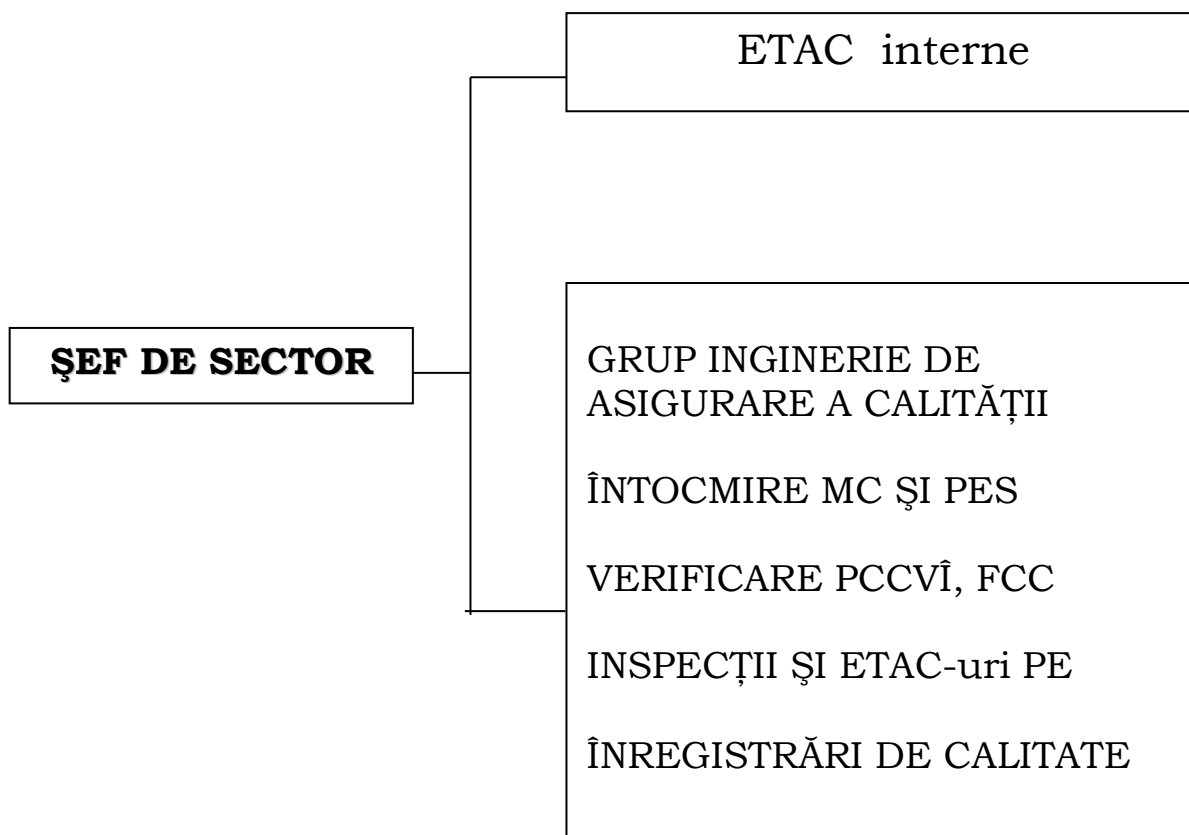 ETAC interne
ŞEF DE SECTOR
GRUP INGINERIE DE
ASIGURARE A CALITĂȚII
ÎNTOCMIRE MC ŞI PES
VERIFICARE PCCVÎ, FCC
INSPECȚII ŞI ETAC-uri PE
ÎNREGISTRĂRI DE CALITATE